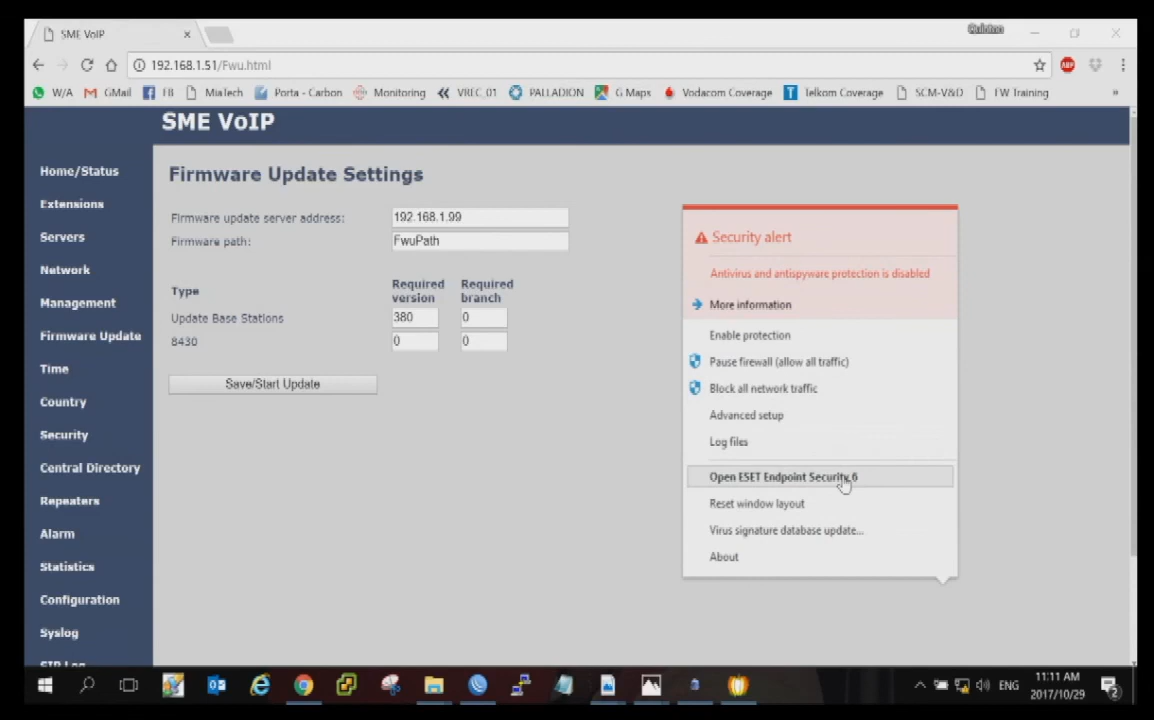 SME VoIP
192.168.1.51/Fwu.html
W/A GMail FB MiaTech Porta - Carbon Monitoring VREC_01 PALLADION G Maps Vodacom Coverage Telkom Coverage SCM-V&D TW Training »
SME VoIP
Home/Status
Extensions
Servers
Network
Management
Firmware Update
Time
Country
Security
Central Directory
Repeaters
Alarm
Statistics
Configuration
Syslog
SIP Log
Firmware Update Settings
Firmware update server address: 192.168.1.99
Firmware path: FwuPath
Type Required version Required branch
Update Base Stations 380 0
8430 0 0
Save/Start Update
Security alert
Antivirus and antispyware protection is disabled
More information
Enable protection
Pause firewall (allow all traffic)
Block all network traffic
Advanced setup
Log files
Open ESET Endpoint Security 6
Reset window layout
Virus signature database update...
About
ENG
11:11 AM
2017/10/29
2